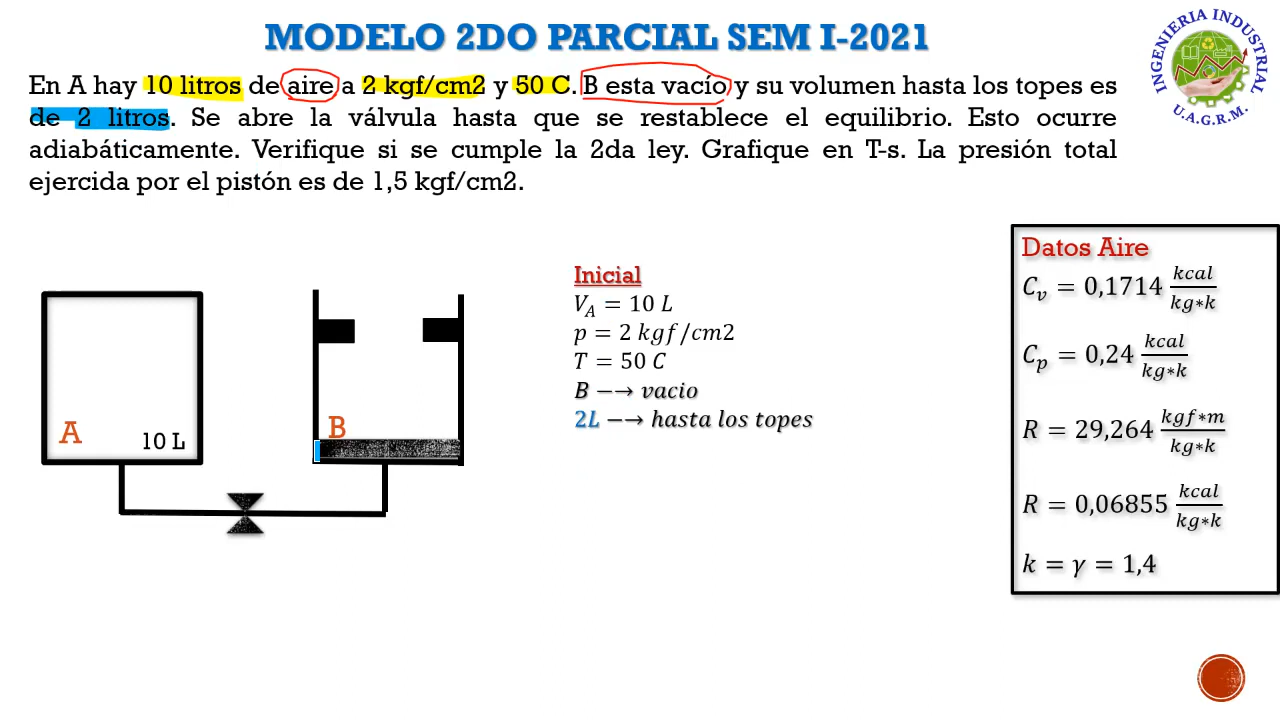 MODELO 2DO PARCIAL SEM I-2021
En A hay 10 litros de aire a 2 kgf/cm2 y 50 C. B esta vacío y su volumen hasta los topes es
de 2 litros. Se abre la válvula hasta que se restablece el equilibrio. Esto ocurre
adiabáticamente. Verifique si se cumple la 2da ley. Grafique en T-s. La presión total
ejercida por el pistón es de 1,5 kgf/cm2.
INGENIERIA INDUSTRIAL
U.A.G.R.M.
A
10 L
B
Inicial
V_A = 10 L
p = 2 kgf/cm2
T = 50 C
B −→ vacio
2L −→ hasta los topes
Datos Aire
C_v = 0,1714 kcal/kg∗k
C_p = 0,24 kcal/kg∗k
R = 29,264 kgf∗m/kg∗k
R = 0,06855 kcal/kg∗k
k = γ = 1,4